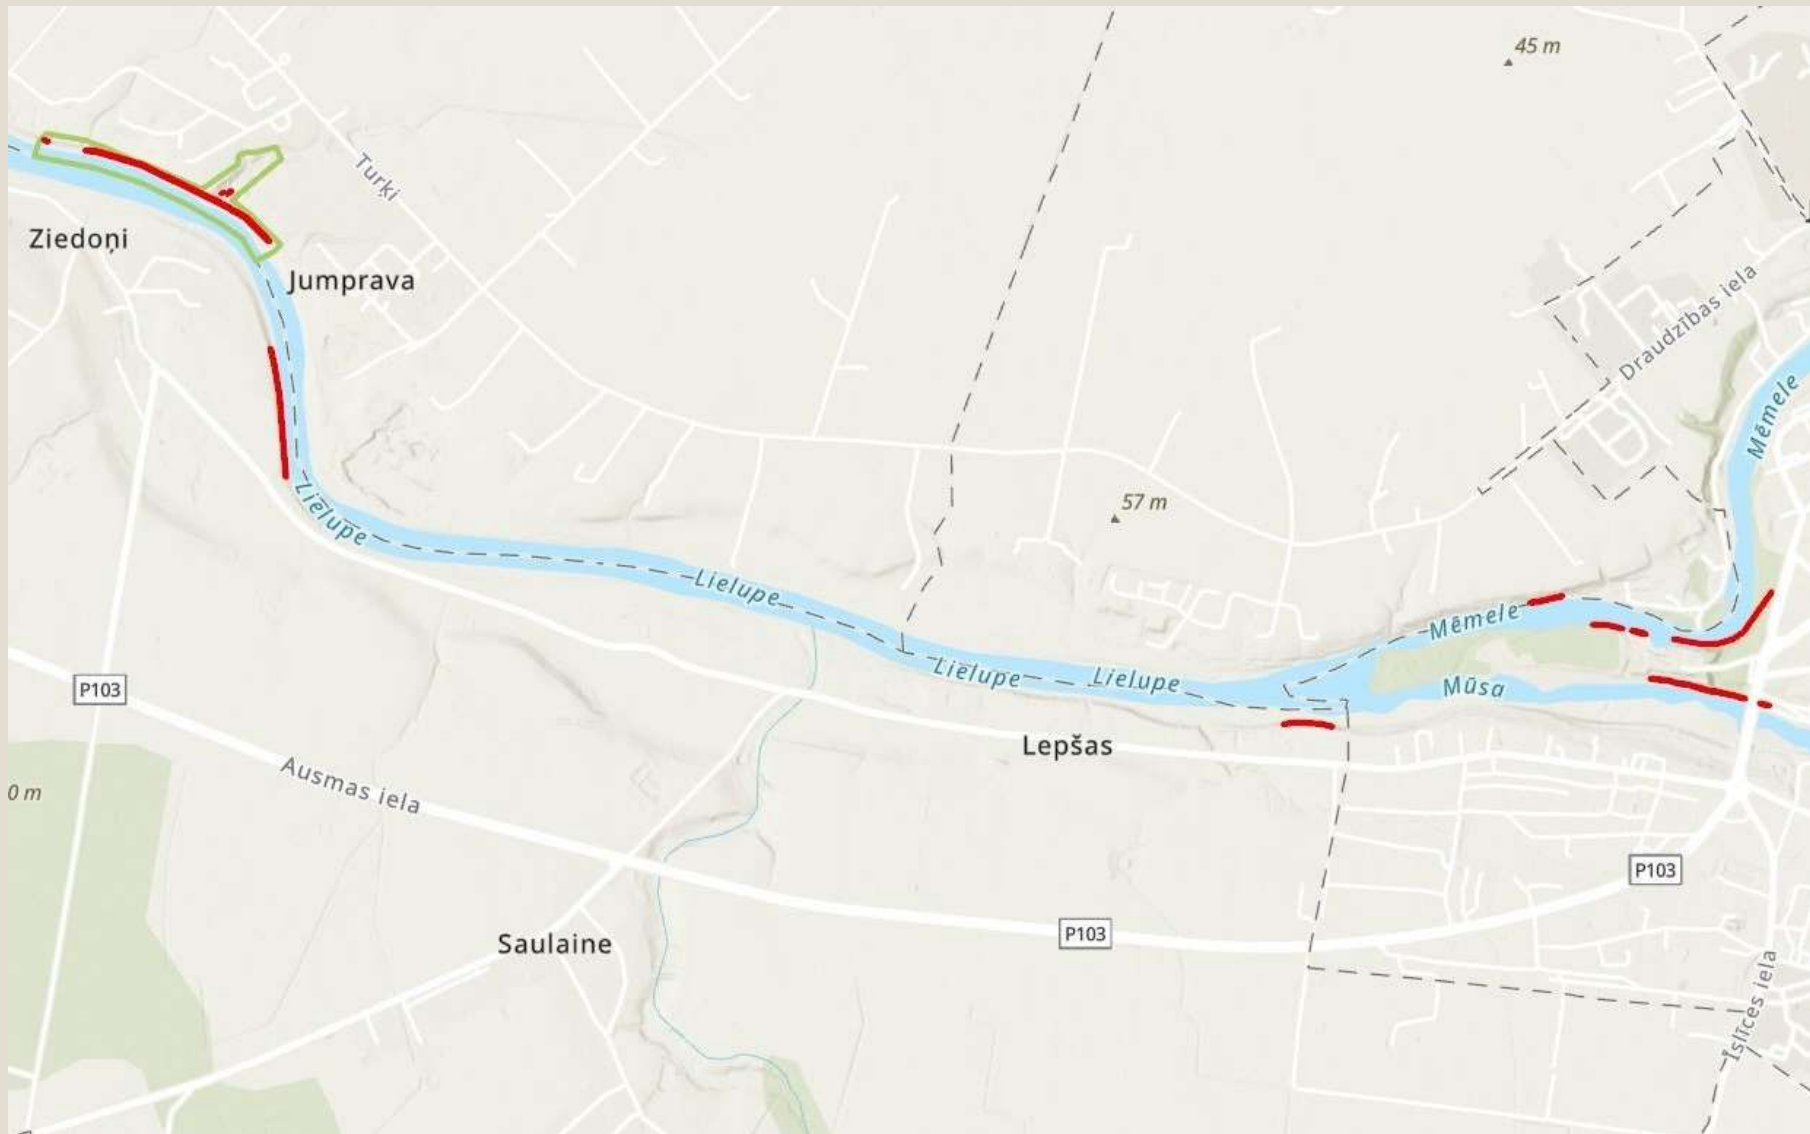 45 m
Turķi
Ziedoņi
Jumprava
Draudzības iela
Mēmele
57 m
Lielupe
Lielupe
Mēmele
Lielupe
Lielupe
Mūsa
P103
Lepšas
Ausmas iela
0 m
P103
P103
Saulaine
Īslīces iela